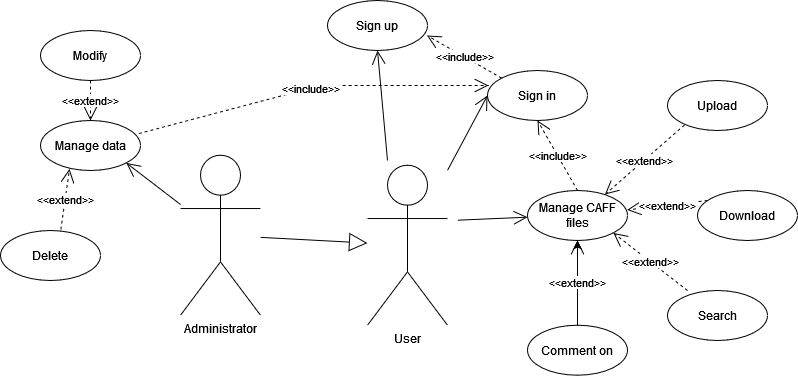 Sign up
Modify
<<include>>
<<extend>>
<<include>>
Sign in
Upload
Manage data
<<include>>
<<extend>>
<<extend>>
Manage CAFF
files
<<extend>>
Download
Delete
<<extend>>
<<extend>>
Search
Administrator
User
Comment on